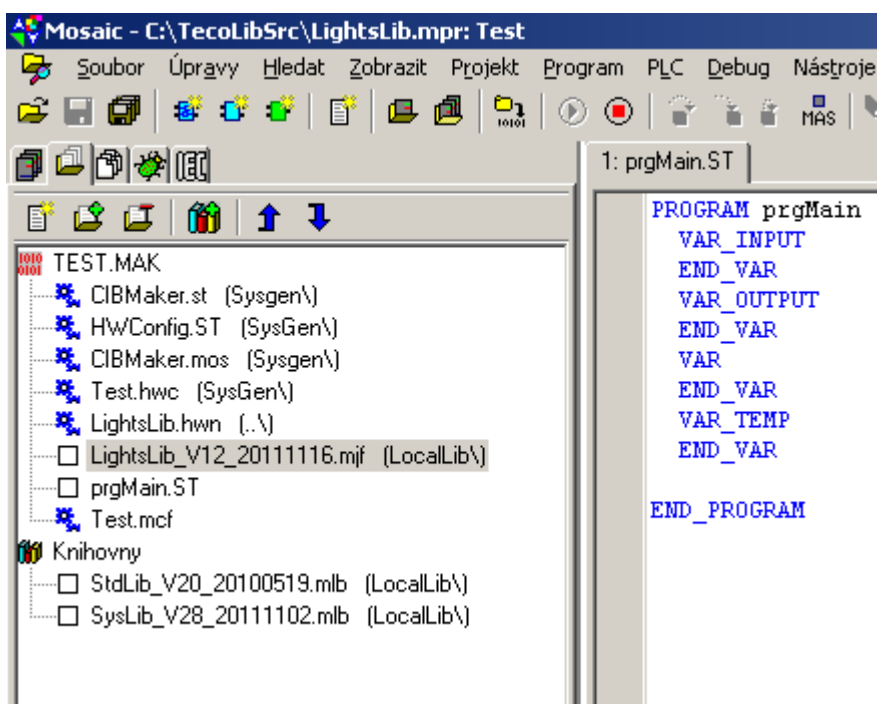 Mosaic - C:\TecoLibSrc\LightsLib.mpr: Test
Soubor Úpravy Hledat Zobrazit Projekt Program PLC Debug Nástroje
MAS
1: prgMain.ST
TEST.MAK
CIBMaker.st (Sysgen\)
HWConfig.ST (SysGen\)
CIBMaker.mos (Sysgen\)
Test.hwc (SysGen\)
LightsLib.hwn (..\)
LightsLib_V12_20111116.mjf (LocalLib\)
prgMain.ST
Test.mcf
Knihovny
StdLib_V20_20100519.mlb (LocalLib\)
SysLib_V28_20111102.mlb (LocalLib\)
PROGRAM prgMain
VAR_INPUT
END_VAR
VAR_OUTPUT
END_VAR
VAR
END_VAR
VAR_TEMP
END_VAR
END_PROGRAM